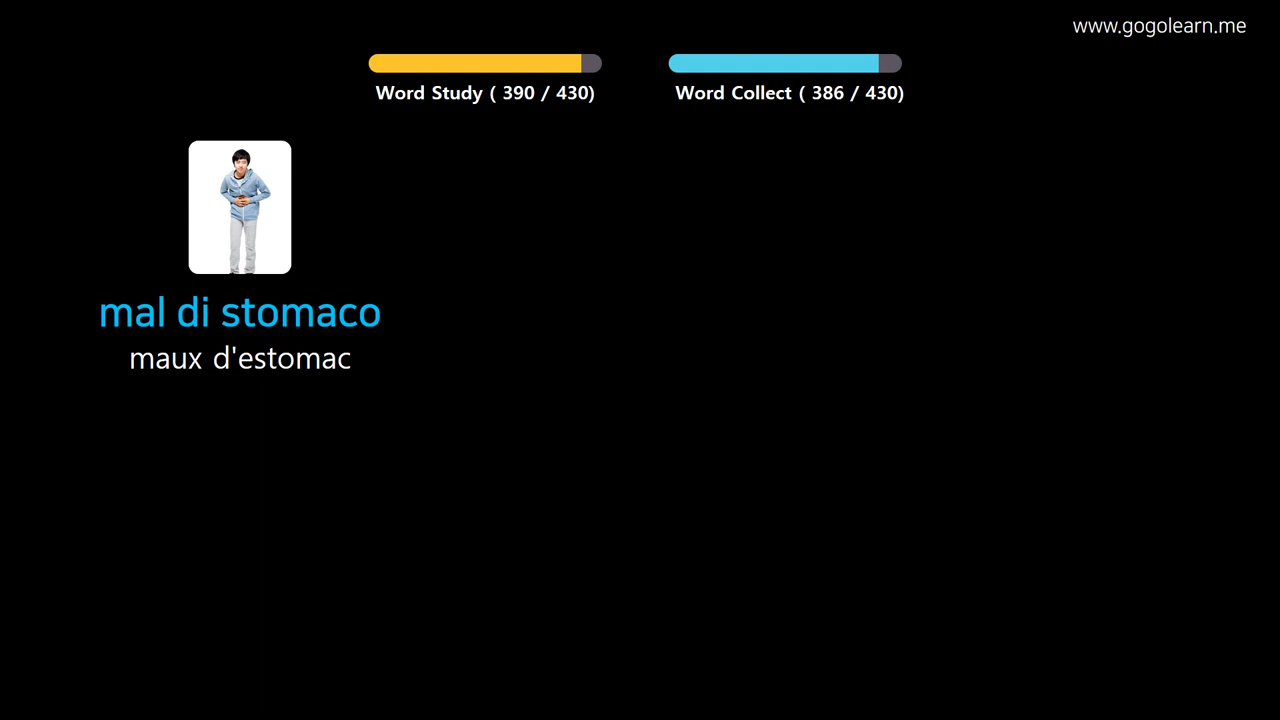 www.gogolearn.me
Word Study ( 390 / 430)
Word Collect ( 386 / 430)
mal di stomaco
maux d'estomac